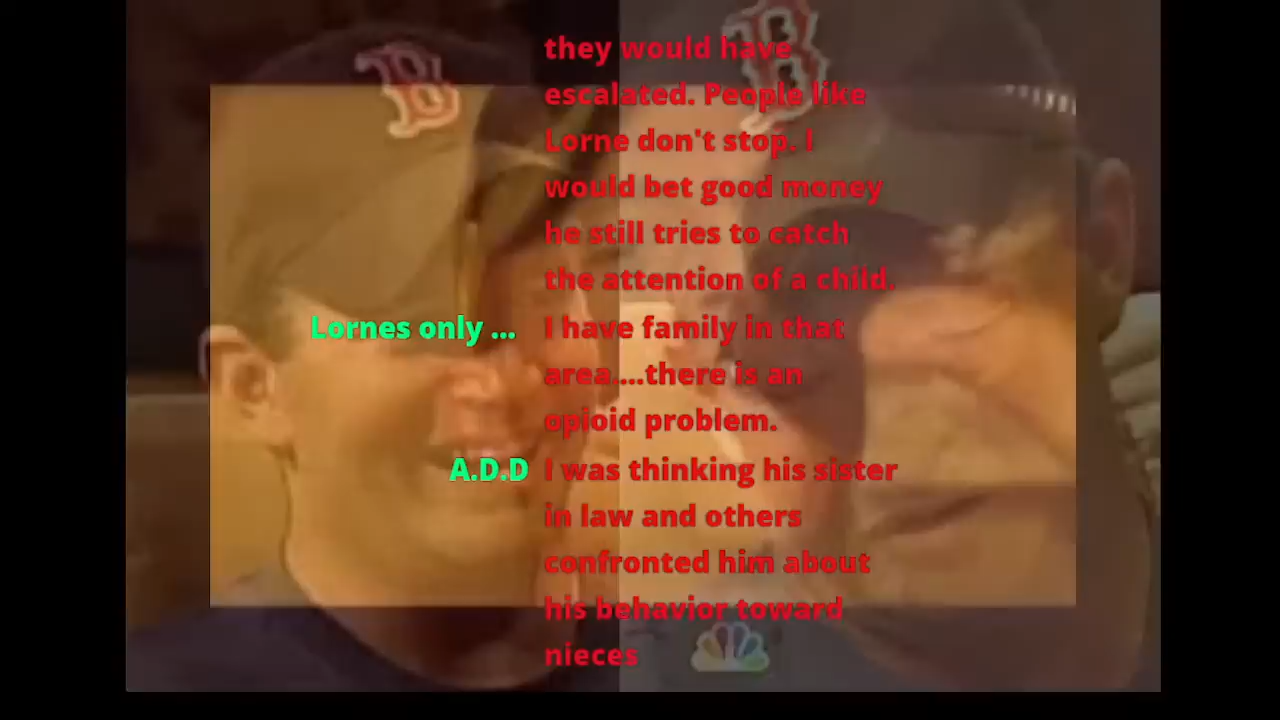 they would have
escalated. People like
Lorne don't stop. I
would bet good money
he still tries to catch
the attention of a child.
Lornes only ... I have family in that
area....there is an
opioid problem.
A.D.D I was thinking his sister
in law and others
confronted him about
his behavior toward
nieces
B
B